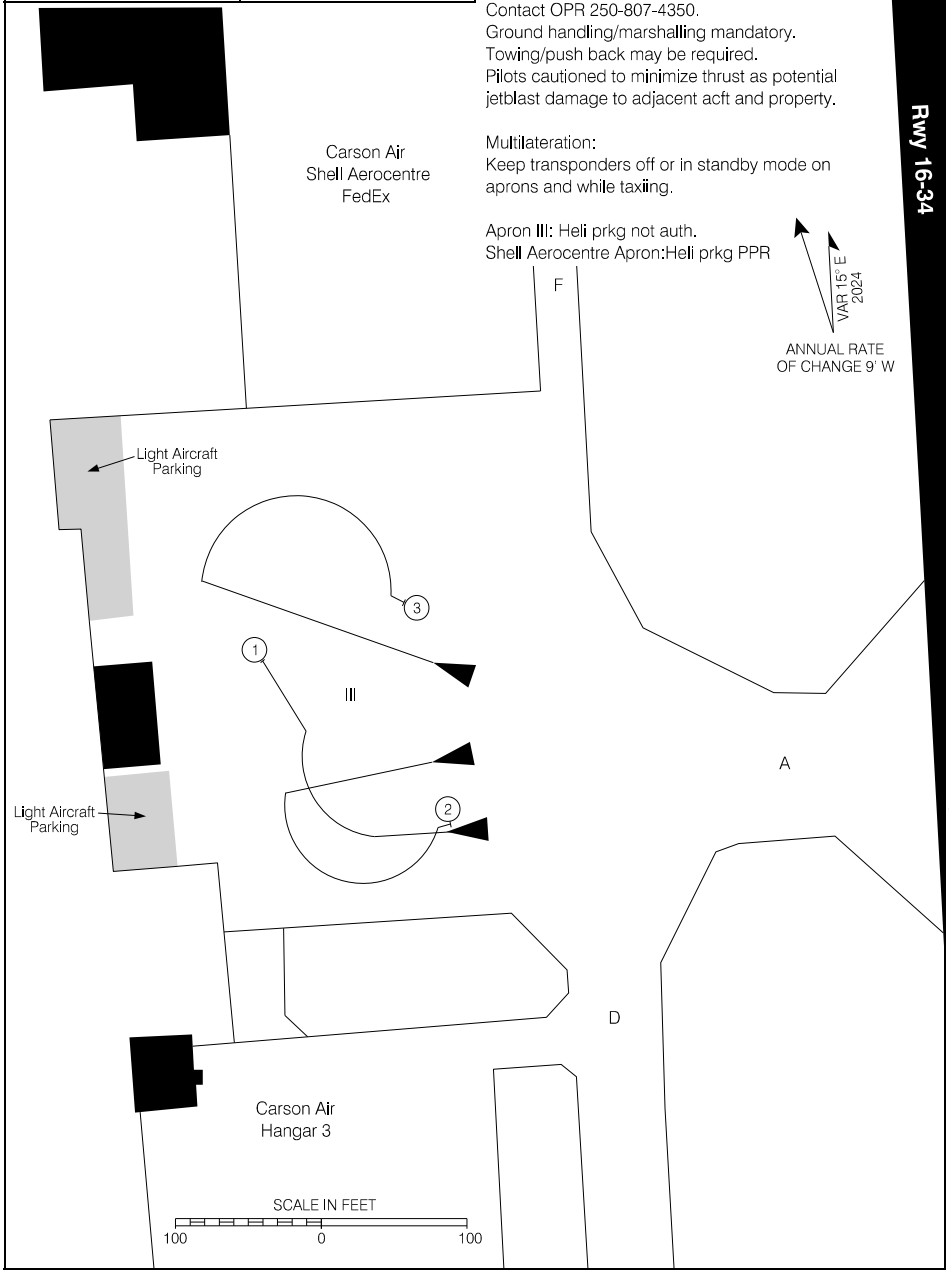 Contact OPR 250-807-4350.
Ground handling/marshalling mandatory.
Towing/push back may be required.
Pilots cautioned to minimize thrust as potential
jetblast damage to adjacent acft and property.
Multilateration:
Keep transponders off or in standby mode on
aprons and while taxiing.
Apron III: Heli prkg not auth.
Shell Aerocentre Apron:Heli prkg PPR
Rwy 16-34
Carson Air
Shell Aerocentre
FedEx
F
VAR 15° E
2024
ANNUAL RATE
OF CHANGE 9' W
Light Aircraft
Parking
3
1
III
A
2
Light Aircraft
Parking
D
Carson Air
Hangar 3
SCALE IN FEET
100 0 100